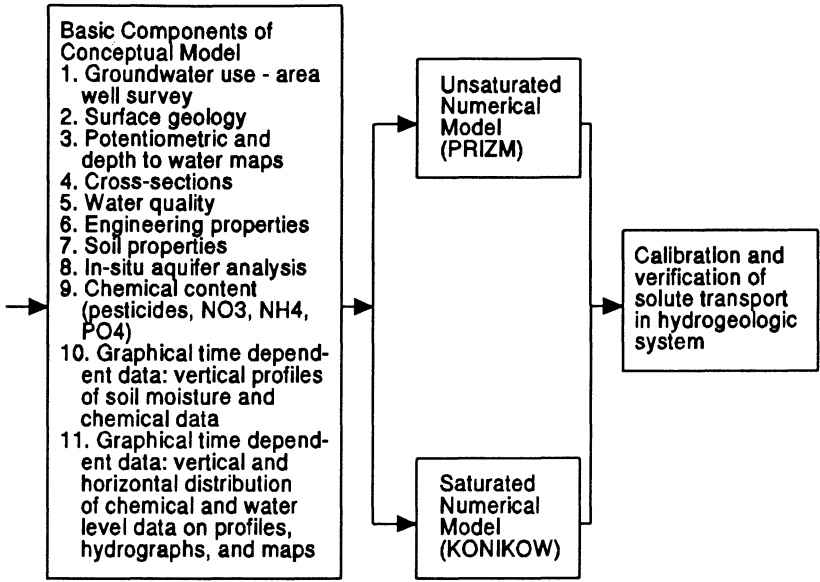 Basic Components of
Conceptual Model
1. Groundwater use - area
well survey
2. Surface geology
3. Potentiometric and
depth to water maps
4. Cross-sections
5. Water quality
6. Engineering properties
7. Soil properties
8. In-situ aquifer analysis
9. Chemical content
(pesticides, NO3, NH4,
PO4)
10. Graphical time depend-
ent data: vertical profiles
of soil moisture and
chemical data
11. Graphical time depend-
ent data: vertical and
horizontal distribution
of chemical and water
level data on profiles,
hydrographs, and maps
Unsaturated
Numerical
Model
(PRIZM)
Saturated
Numerical
Model
(KONIKOW)
Calibration and
verification of
solute transport
in hydrogeologic
system